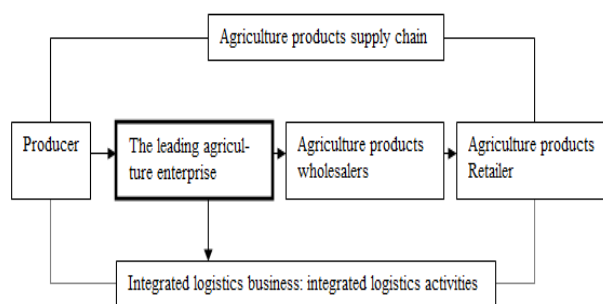 Agriculture products supply chain
Producer
The leading agricul-
ture enterprise
Agriculture products
wholesalers
Agriculture products
Retailer
Integrated logistics business: integrated logistics activities